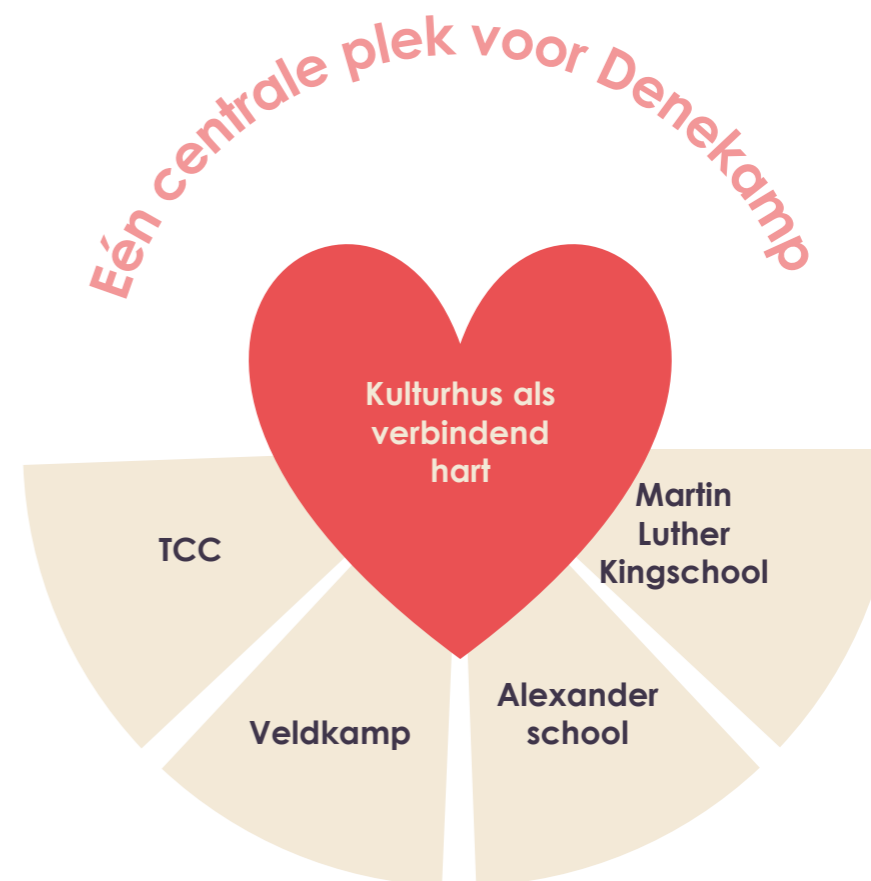 Eén centrale plek voor Denekamp
Kulturhus als
verbindend
hart
TCC
Veldkamp
Alexander
school
Martin
Luther
Kingschool